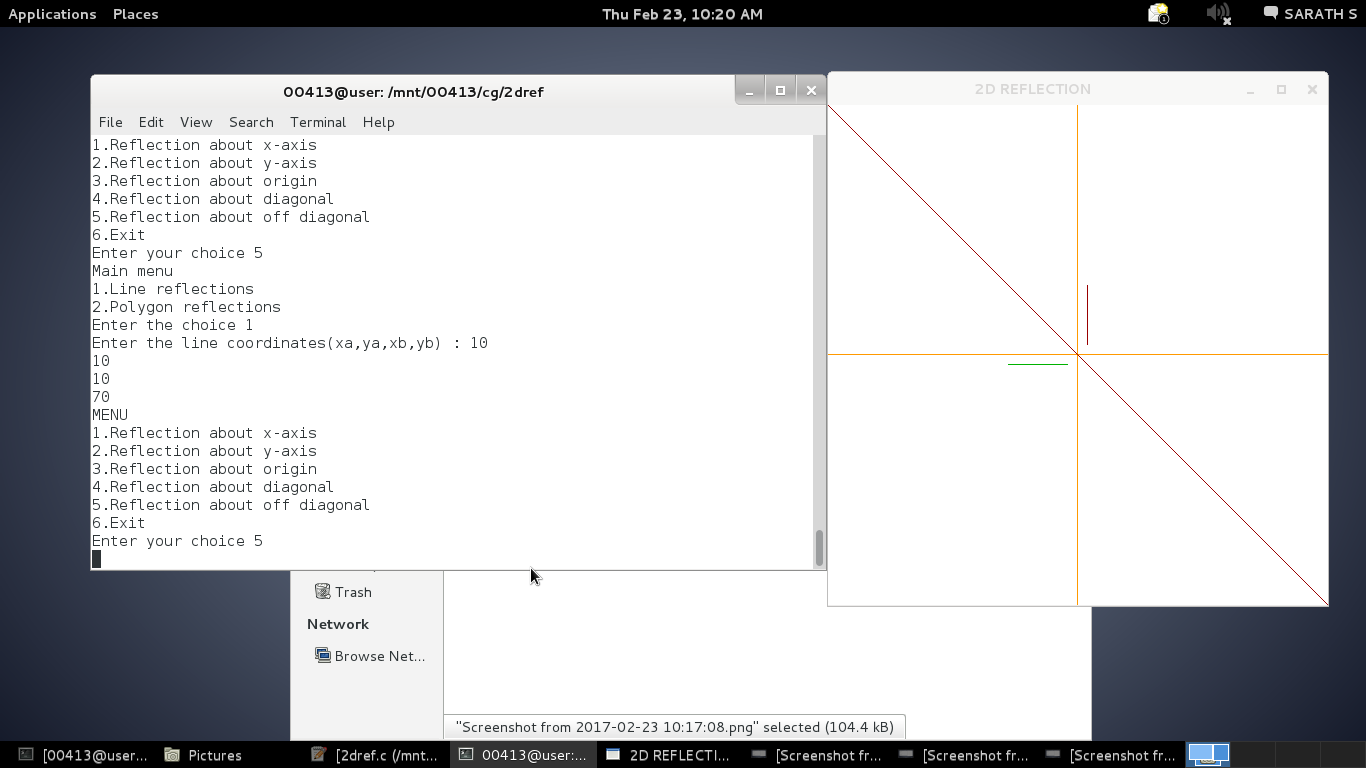 Applications Places Thu Feb 23, 10:20 AM 1 SARATH S
00413@user: /mnt/00413/cg/2dref
2D REFLECTION
File Edit View Search Terminal Help
1.Reflection about x-axis
2.Reflection about y-axis
3.Reflection about origin
4.Reflection about diagonal
5.Reflection about off diagonal
6.Exit
Enter your choice 5
Main menu
1.Line reflections
2.Polygon reflections
Enter the choice 1
Enter the line coordinates(xa,ya,xb,yb) : 10
10
10
70
MENU
1.Reflection about x-axis
2.Reflection about y-axis
3.Reflection about origin
4.Reflection about diagonal
5.Reflection about off diagonal
6.Exit
Enter your choice 5
Trash
Network
Browse Net...
"Screenshot from 2017-02-23 10:17:08.png" selected (104.4 kB)
[00413@user... Pictures [2dref.c (/mnt... 00413@user:... 2D REFLECTI... [Screenshot fr... [Screenshot fr... [Screenshot fr...